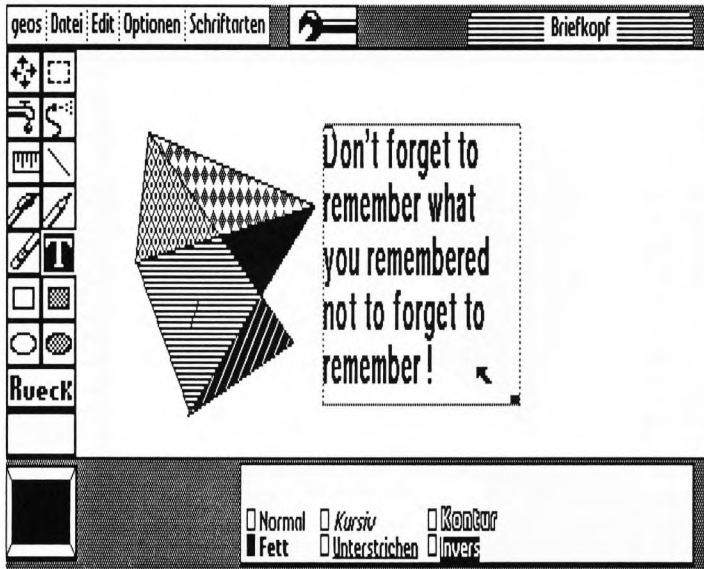 geos Datei Edit Optionen Schriftarten Briefkopf
Don't forget to
remember what
you remembered
not to forget to
remember!
T
RuecK
Normal Kursiv Kontur
Fett Unterstrichen Invers